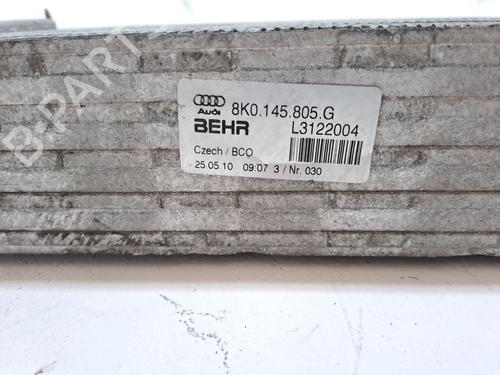 B-PARTS
Audi 8K0.145.805.G
BEHR L3122004
Czech / BCO
25.05.10 09:07 3 / Nr. 030